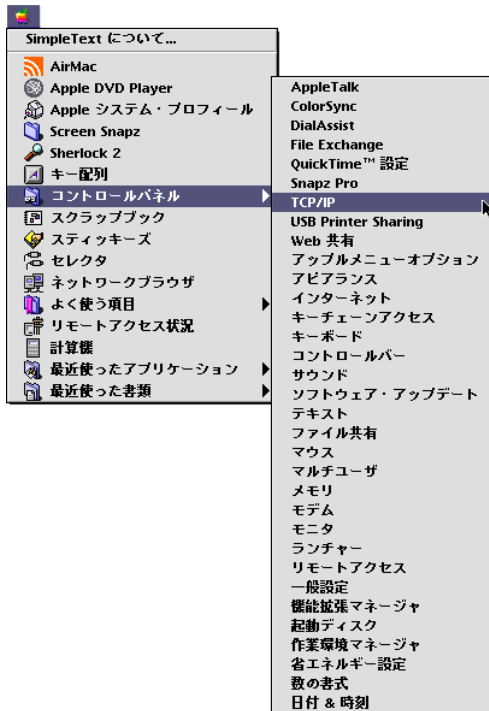 SimpleText について...
AirMac
Apple DVD Player
Apple システム・プロフィール
Screen Snapz
Sherlock 2
キー配列
コントロールパネル
スクラップブック
スティッキーズ
セレクタ
ネットワークブラウザ
よく使う項目
リモートアクセス状況
計算機
最近使ったアプリケーション
最近使った書類
AppleTalk
ColorSync
DialAssist
File Exchange
QuickTime™ 設定
Snapz Pro
TCP/IP
USB Printer Sharing
Web 共有
アップルメニューオプション
アピアランス
インターネット
キーチェーンアクセス
キーボード
コントロールバー
サウンド
ソフトウェア・アップデート
テキスト
ファイル共有
マウス
マルチユーザ
メモリ
モデム
モニタ
ランチャー
リモートアクセス
一般設定
機能拡張マネージャ
起動ディスク
作業環境マネージャ
省エネルギー設定
数の書式
日付 & 時刻